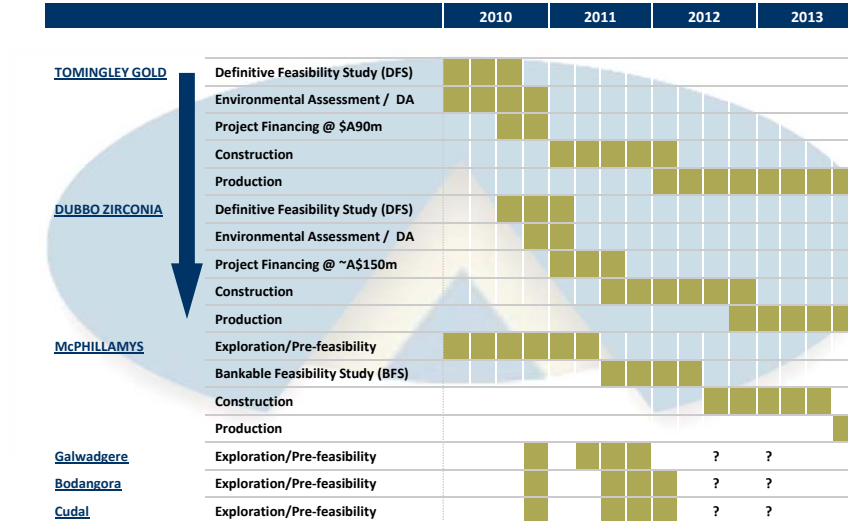 2010 2011 2012 2013
TOMINGLEY GOLD Definitive Feasibility Study (DFS)
Environmental Assessment / DA
Project Financing @ $A90m
Construction
Production
DUBBO ZIRCONIA Definitive Feasibility Study (DFS)
Environmental Assessment / DA
Project Financing @ ~A$150m
Construction
Production
McPHILLAMYS Exploration/Pre-feasibility
Bankable Feasibility Study (BFS)
Construction
Production
Galwadgere Exploration/Pre-feasibility ? ?
Bodangora Exploration/Pre-feasibility ? ?
Cudal Exploration/Pre-feasibility ? ?